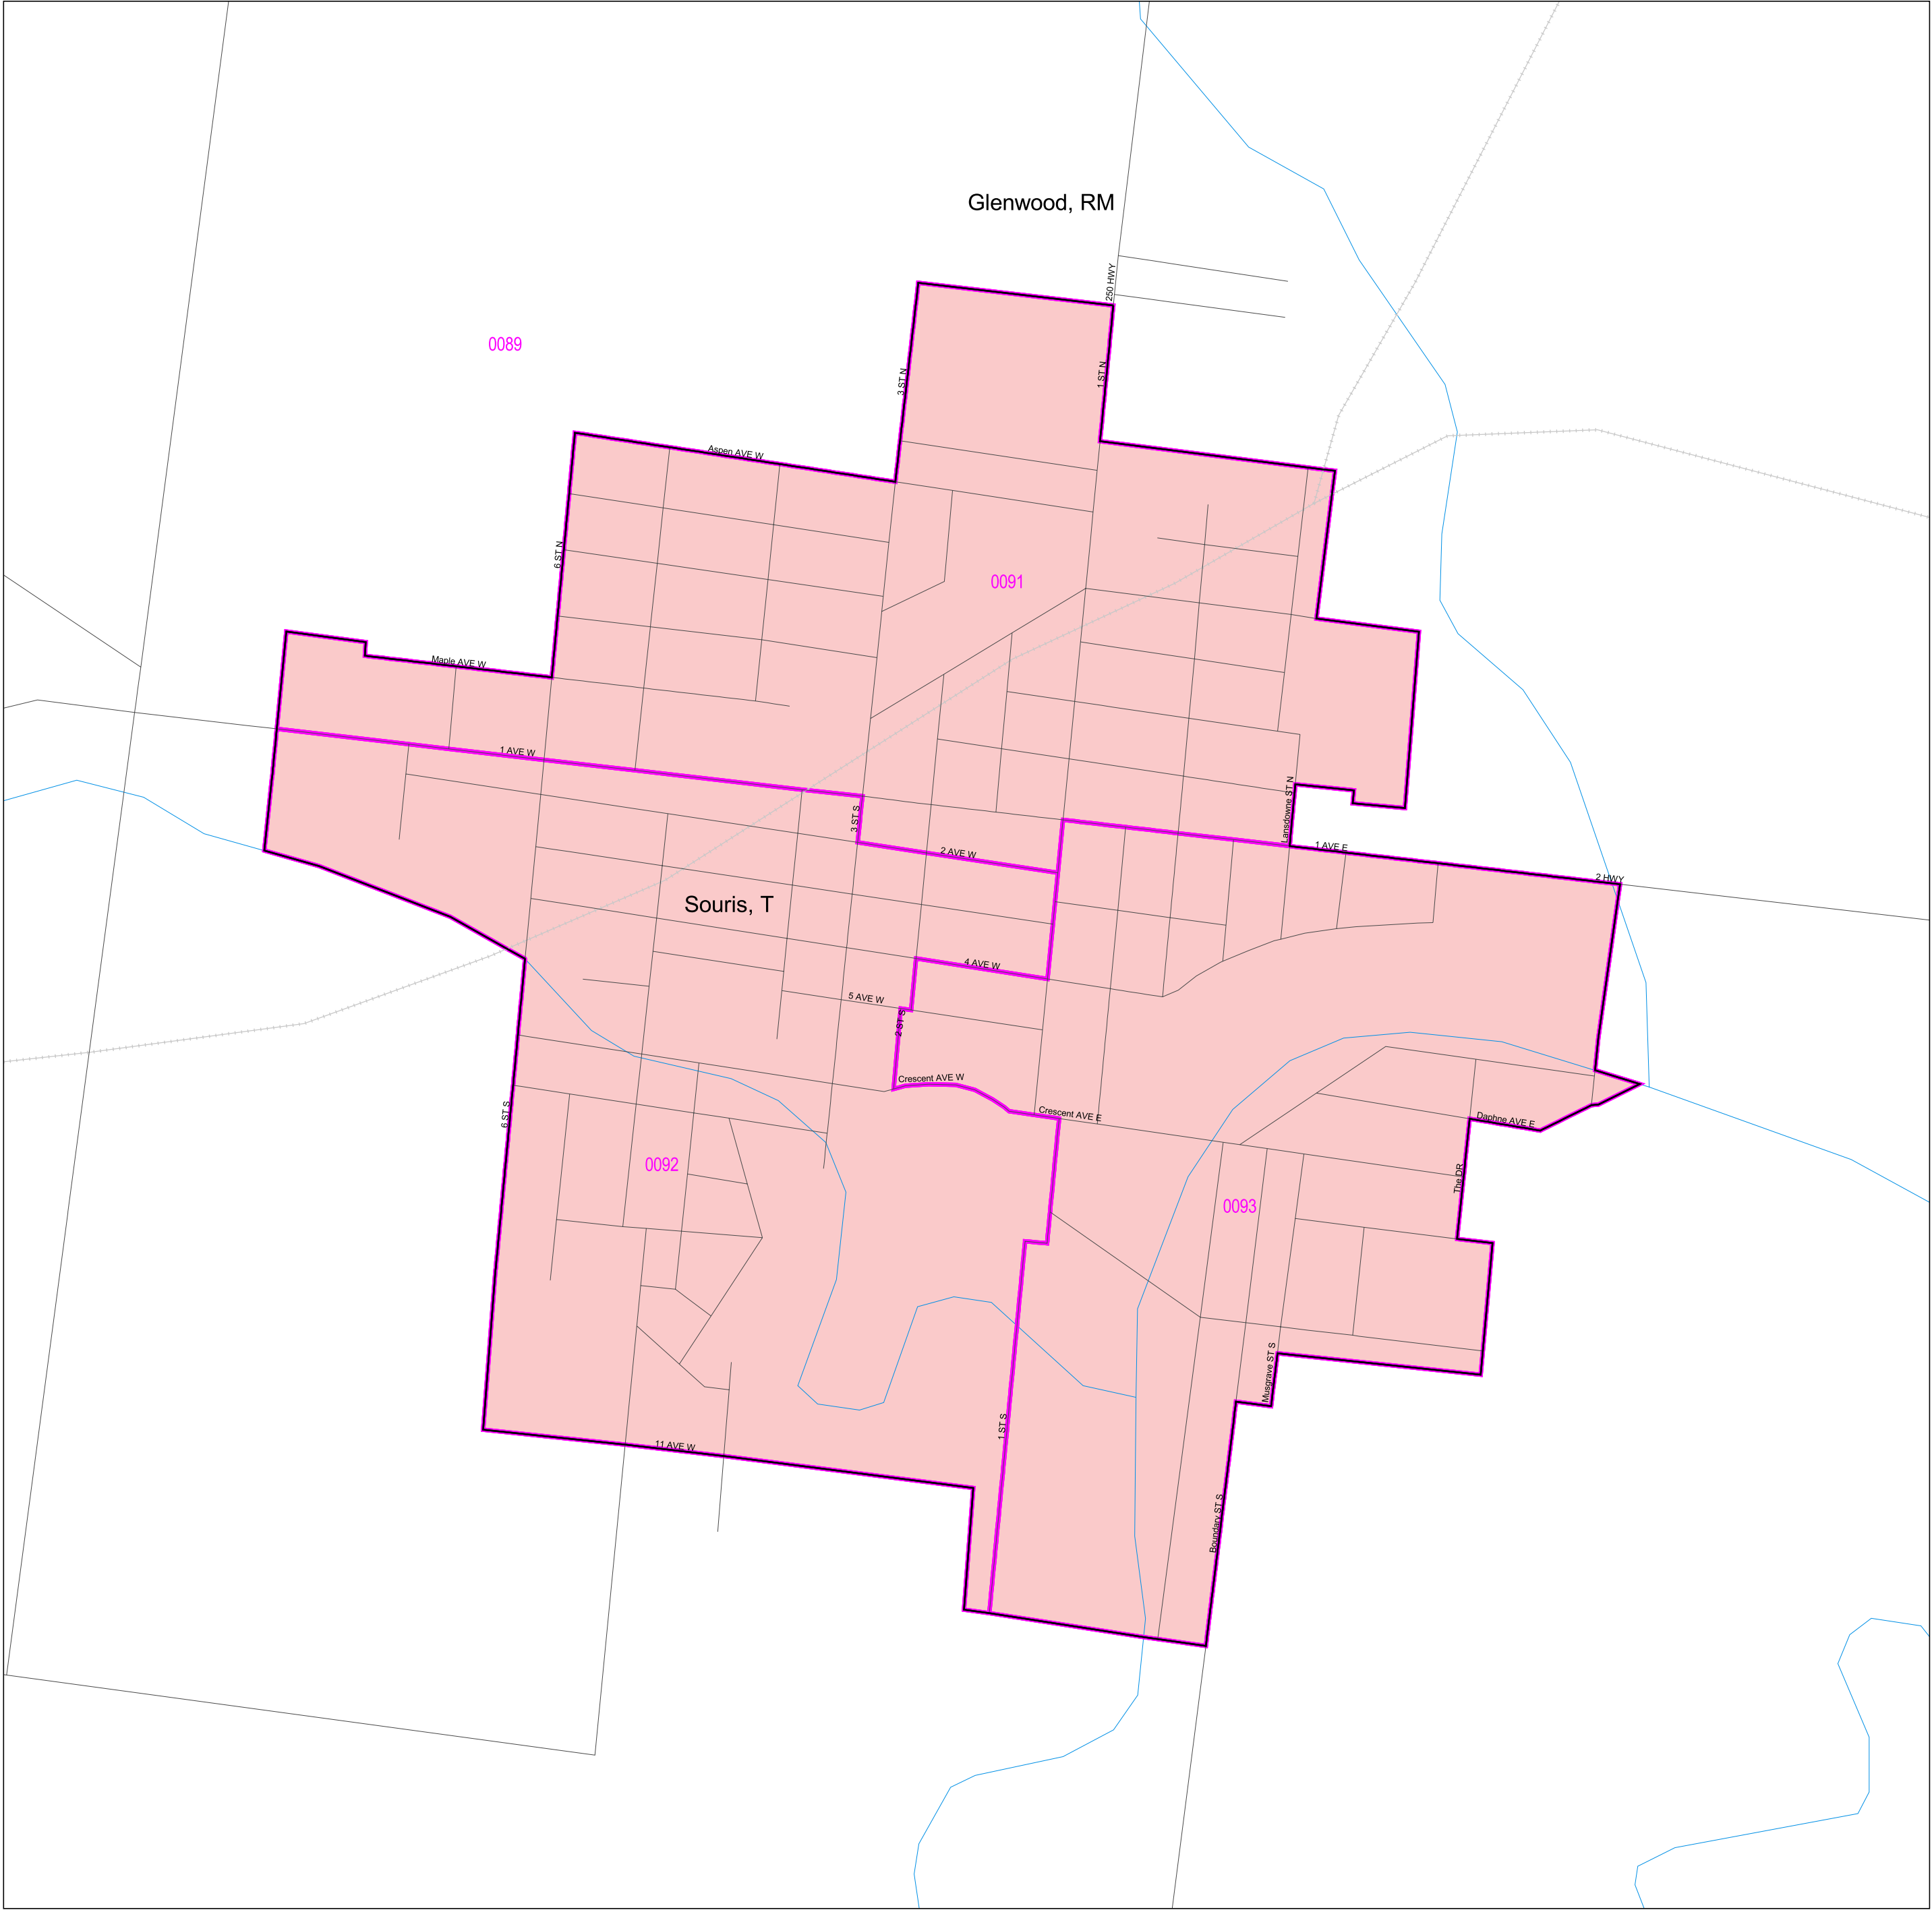 Glenwood, RM
250 HWY
0089
3 ST N
1 ST N
Aspen AVE W
6 ST N
0091
Maple AVE W
1 AVE W
Lansdowne ST N
3 ST S
1 AVE E
2 AVE W
2 HWY
Souris, T
4 AVE W
5 AVE W
2 ST S
Crescent AVE W
Crescent AVE E
6 ST S
Daphne AVE E
0092
The DR
0093
Musgrave ST S
1 ST S
11 AVE W
Boundary ST S